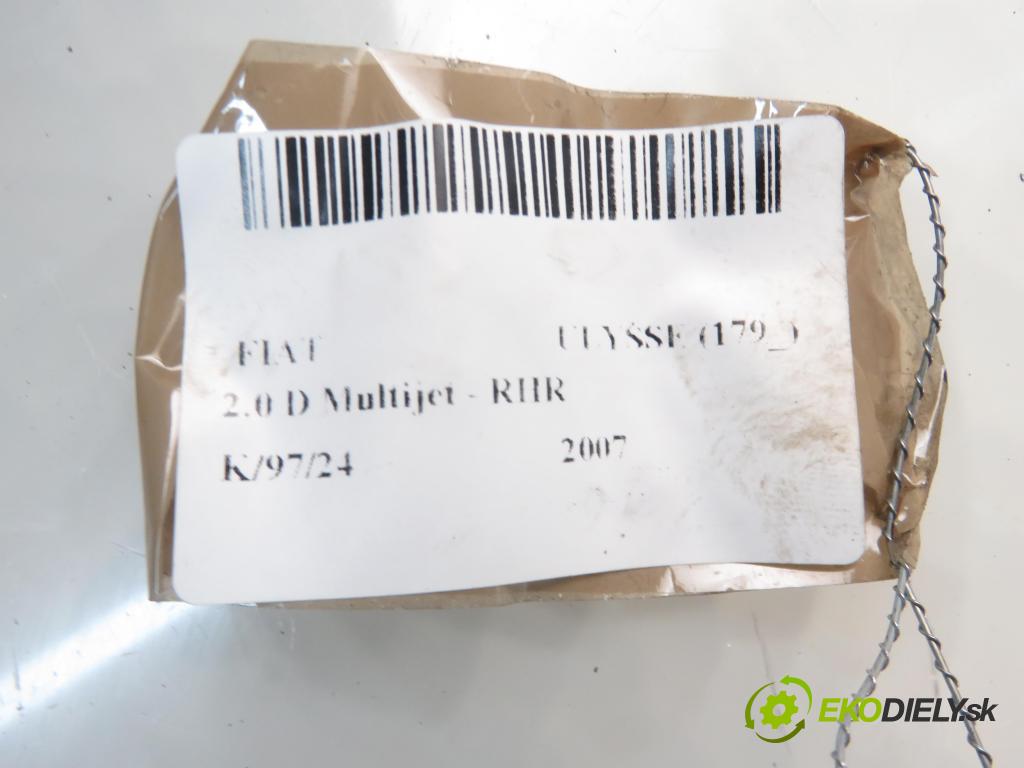 FIAT ULYSSE (179_)
2.0 D Multijet - RHR
K/97/24 2007
EKODIELY.sk